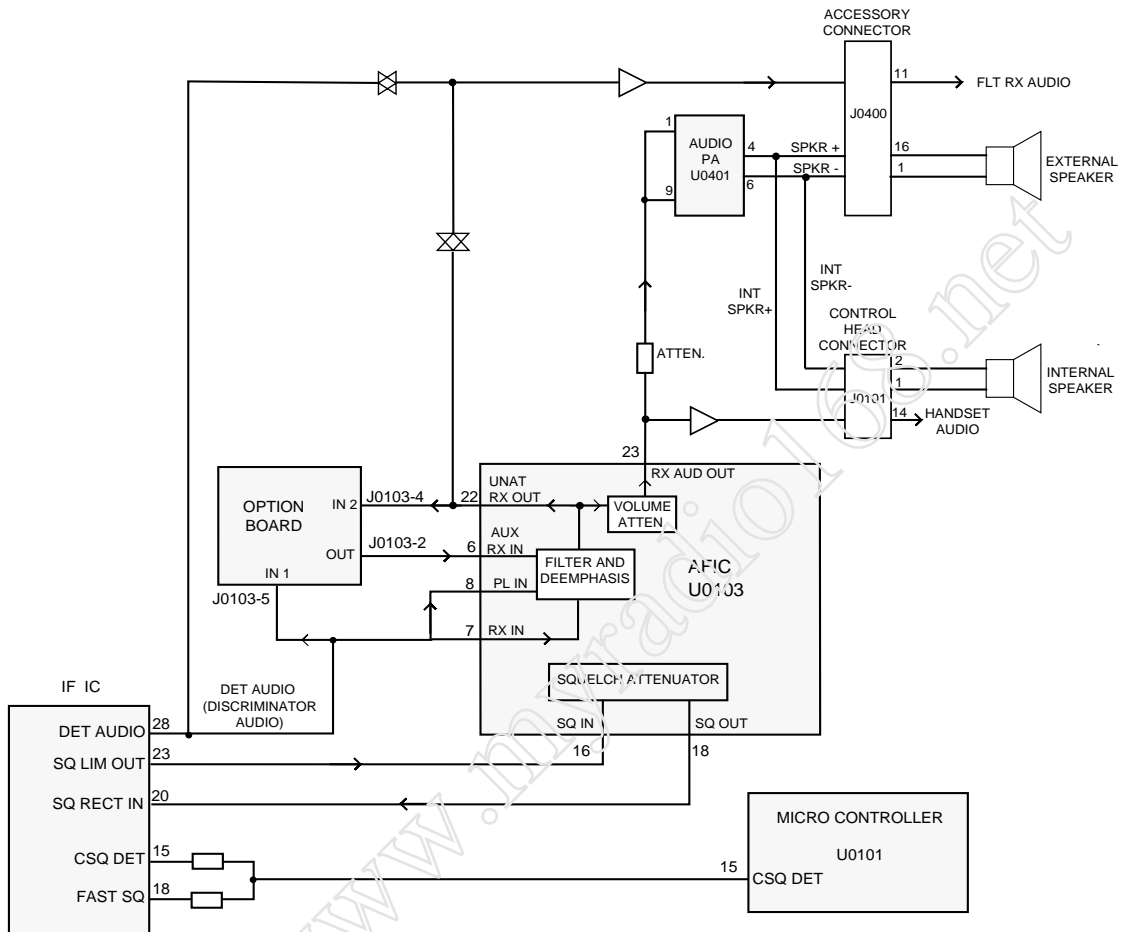 ACCESSORY
CONNECTOR
11
FLT RX AUDIO
J0400
1
AUDIO
PA
U0401
4
SPKR +
16
9
6
SPKR -
1
EXTERNAL
SPEAKER
INT
SPKR+
INT
SPKR-
CONTROL
HEAD
CONNECTOR
ATTEN.
2
1
J0101
14
INTERNAL
SPEAKER
HANDSET
AUDIO
23
RX AUD OUT
OPTION
BOARD
IN 2
J0103-4
22
UNAT
RX OUT
VOLUME
ATTEN
OUT
J0103-2
6
AUX
RX IN
FILTER AND
DEEMPHASIS
AFIC
U0103
IN 1
8
PL IN
J0103-5
7
RX IN
SQUELCH ATTENUATOR
IF IC
DET AUDIO
(DISCRIMINATOR
AUDIO)
SQ IN
SQ OUT
DET AUDIO
28
16
18
SQ LIM OUT
23
SQ RECT IN
20
CSQ DET
15
FAST SQ
18
MICRO CONTROLLER
U0101
15
CSQ DET
www.myradio168.net